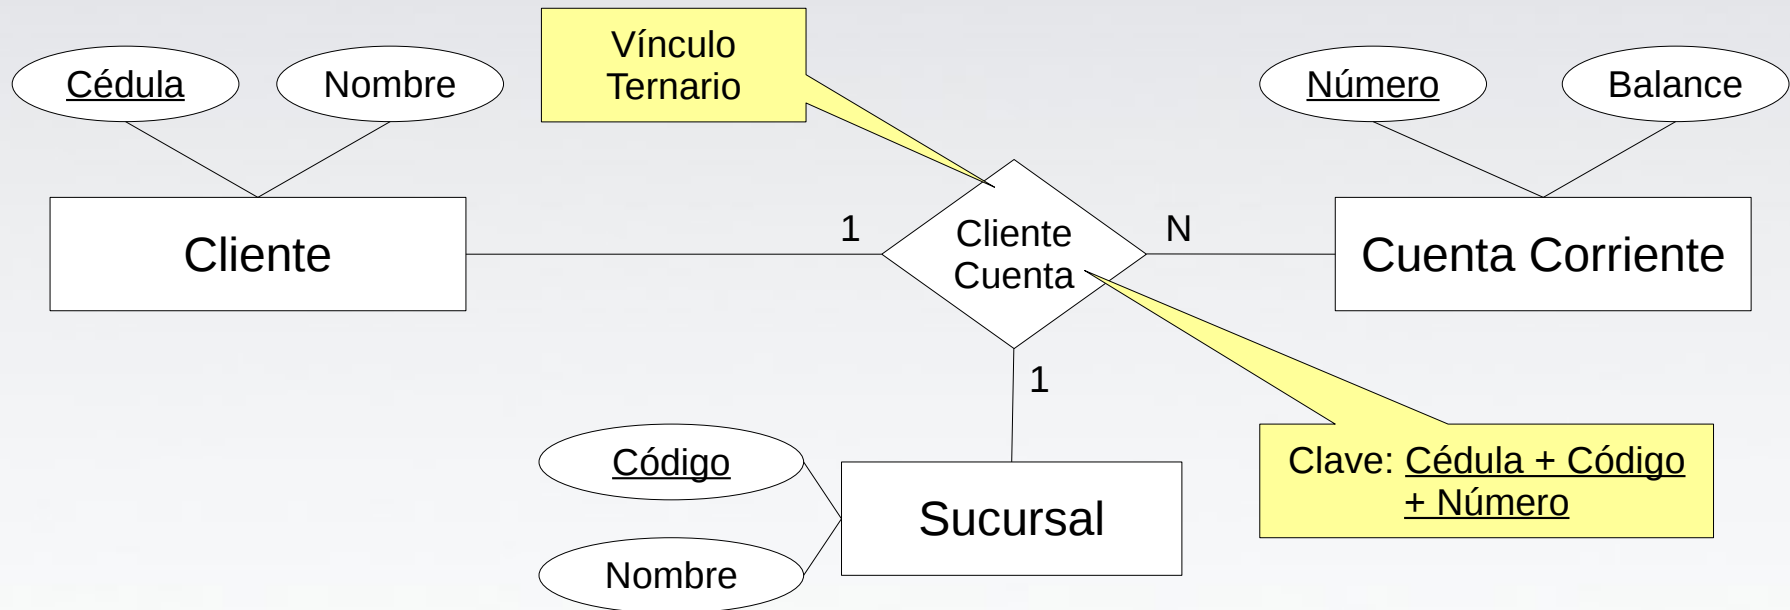 Vínculo
Ternario
Cédula
Nombre
Número
Balance
Cliente
1
Cliente
Cuenta
N
Cuenta Corriente
1
Código
Nombre
Sucursal
Clave: Cédula + Código
+ Número